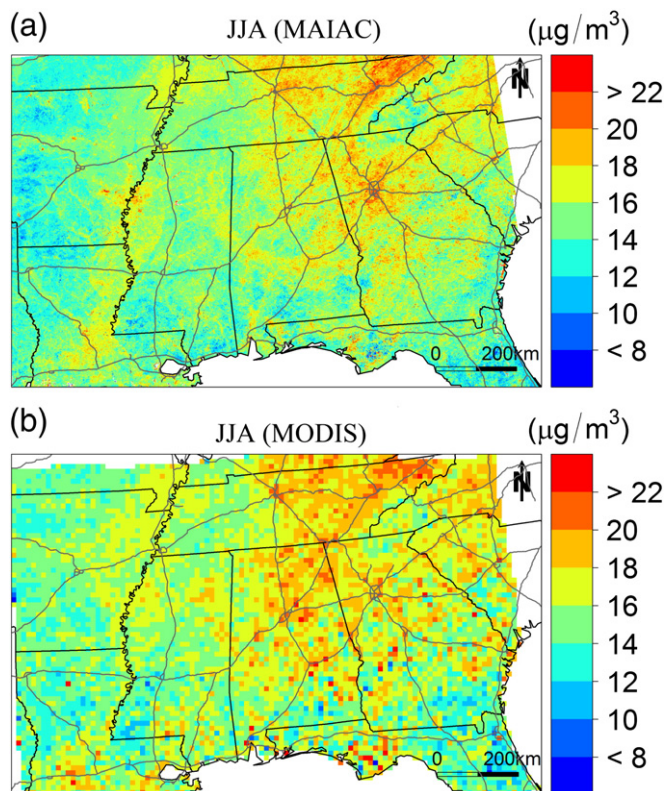 (a)
JJA (MAIAC)
(μg/m³)
N
> 22
20
18
16
14
12
10
< 8
0 200km
(b)
JJA (MODIS)
(μg/m³)
N
> 22
20
18
16
14
12
10
< 8
0 200km